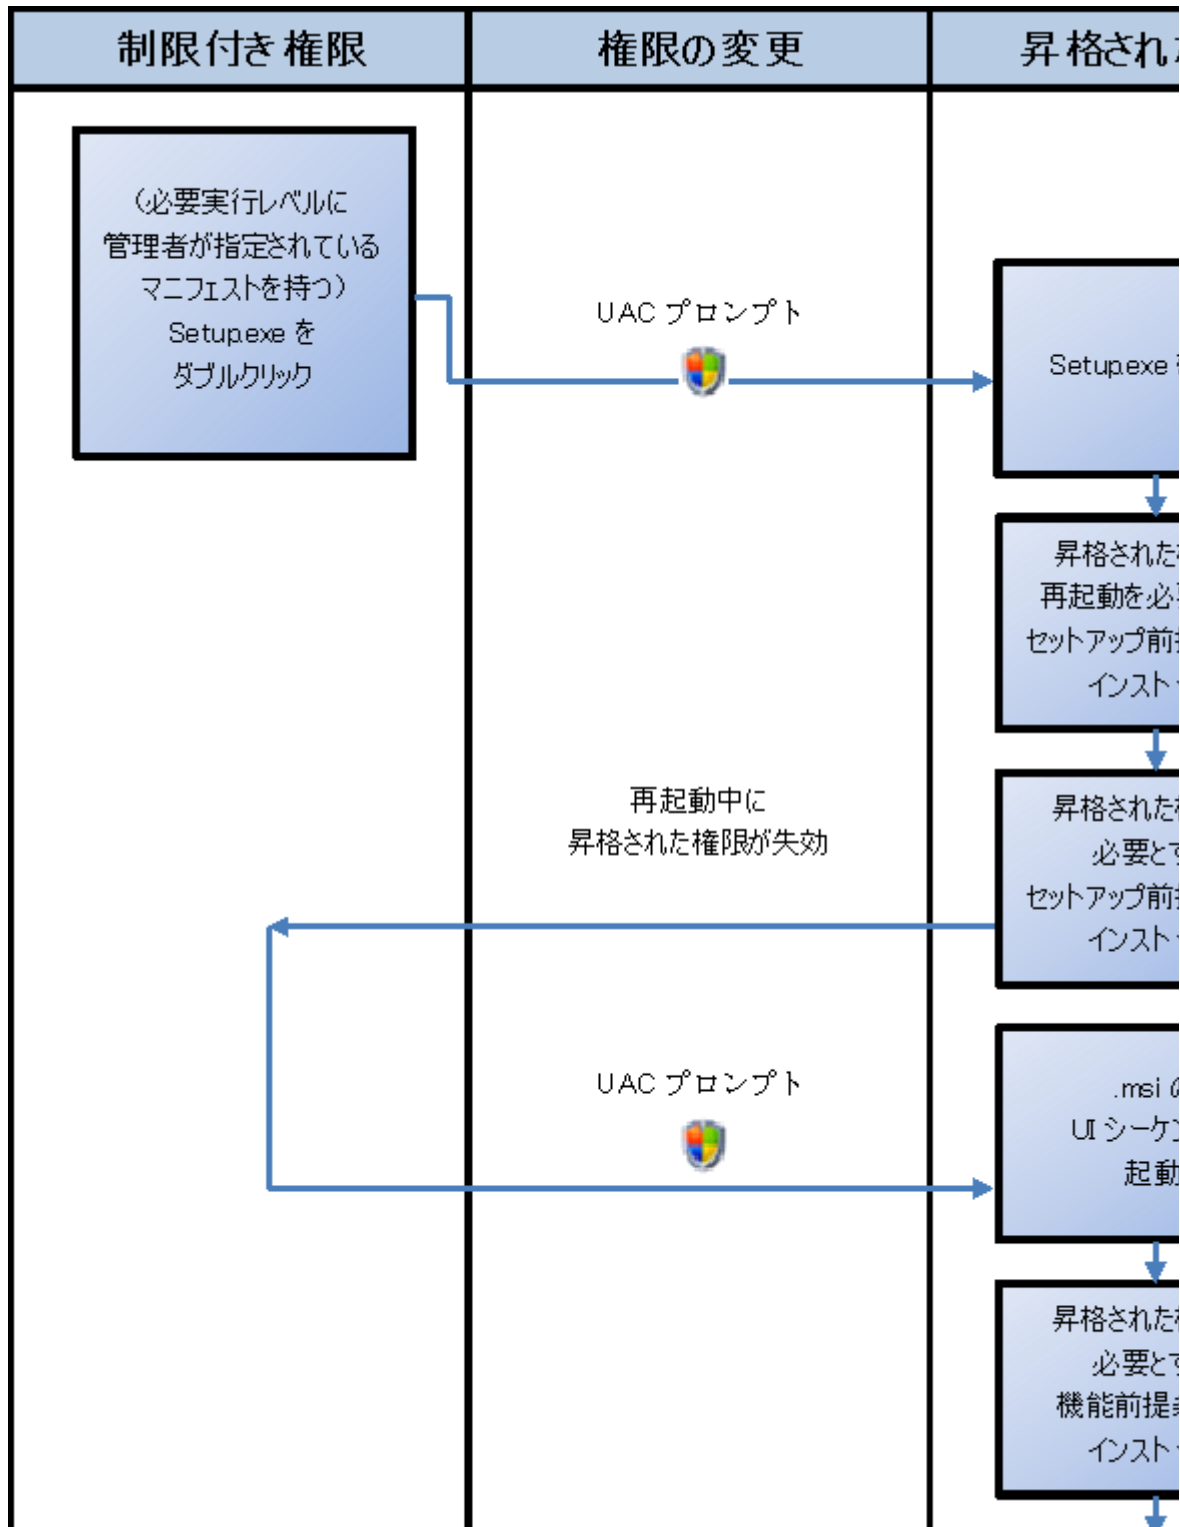 制限付き権限
権限の変更
昇格され
（必要実行レベルに
管理者が指定されている
マニフェストを持つ）
Setup.exe を
ダブルクリック
UAC プロンプト
Setup.exe
昇格された
再起動を必
セットアップ前
インスト
再起動中に
昇格された権限が失効
昇格された
必要と
セットアップ前
インスト
UAC プロンプト
.msi の
UI シーケン
起動
昇格された
必要と
機能前提
インスト